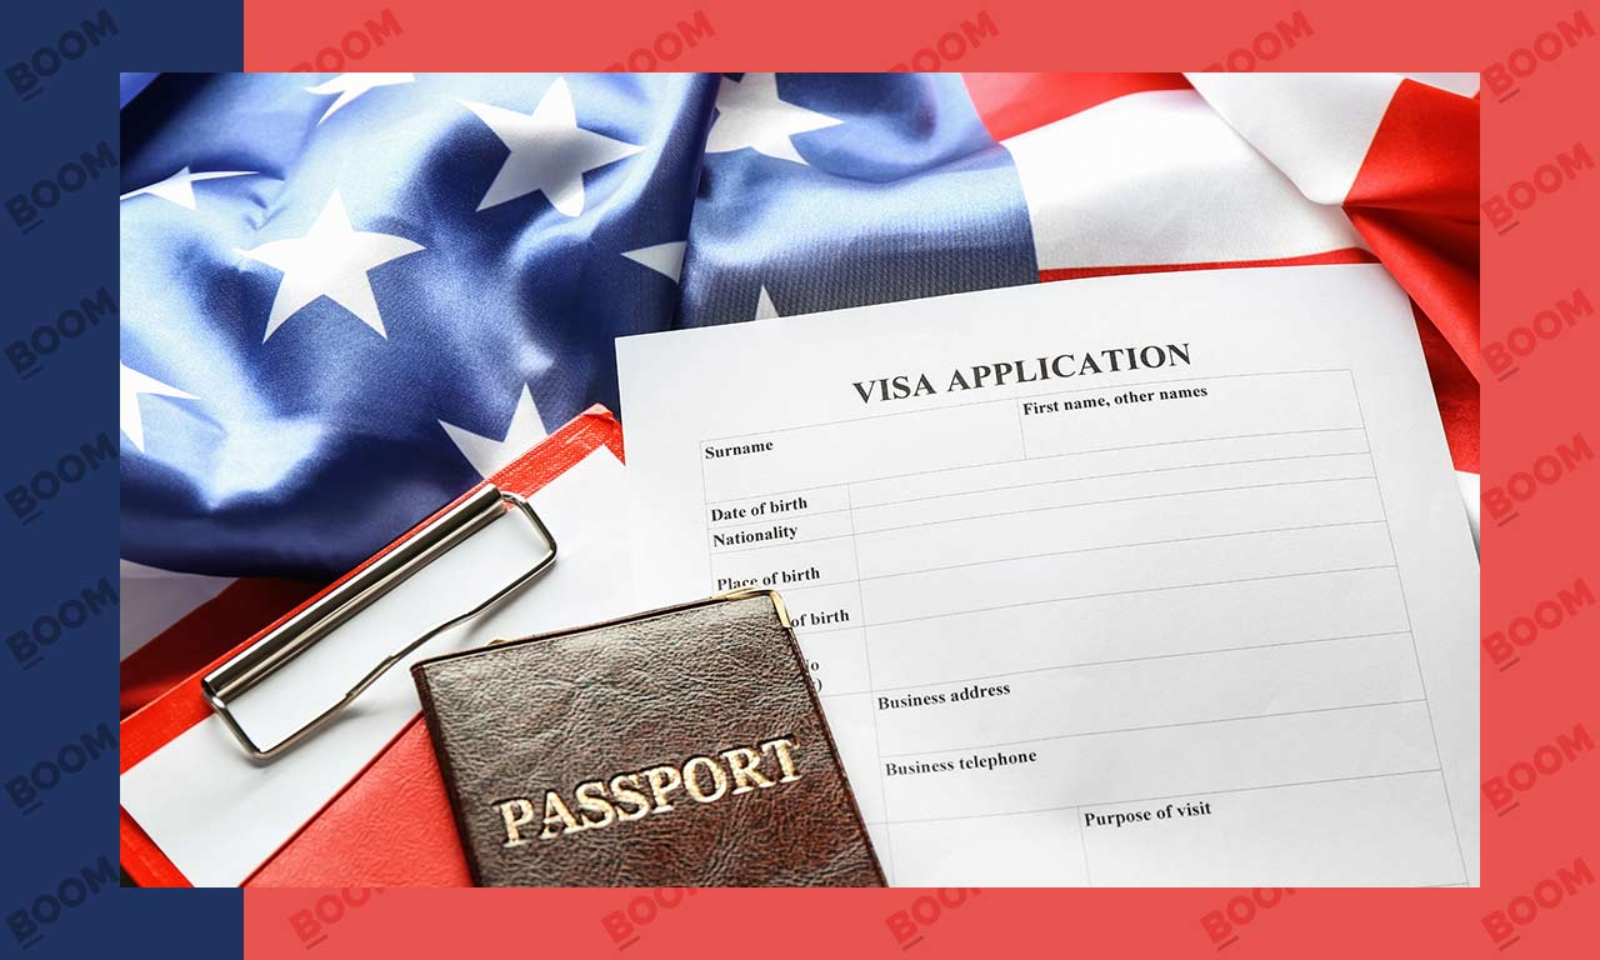 BOOM
VISA APPLICATION
First name, other names
Surname
Date of birth
Nationality
Place of birth
of birth
Business address
Business telephone
Purpose of visit
PASSPORT